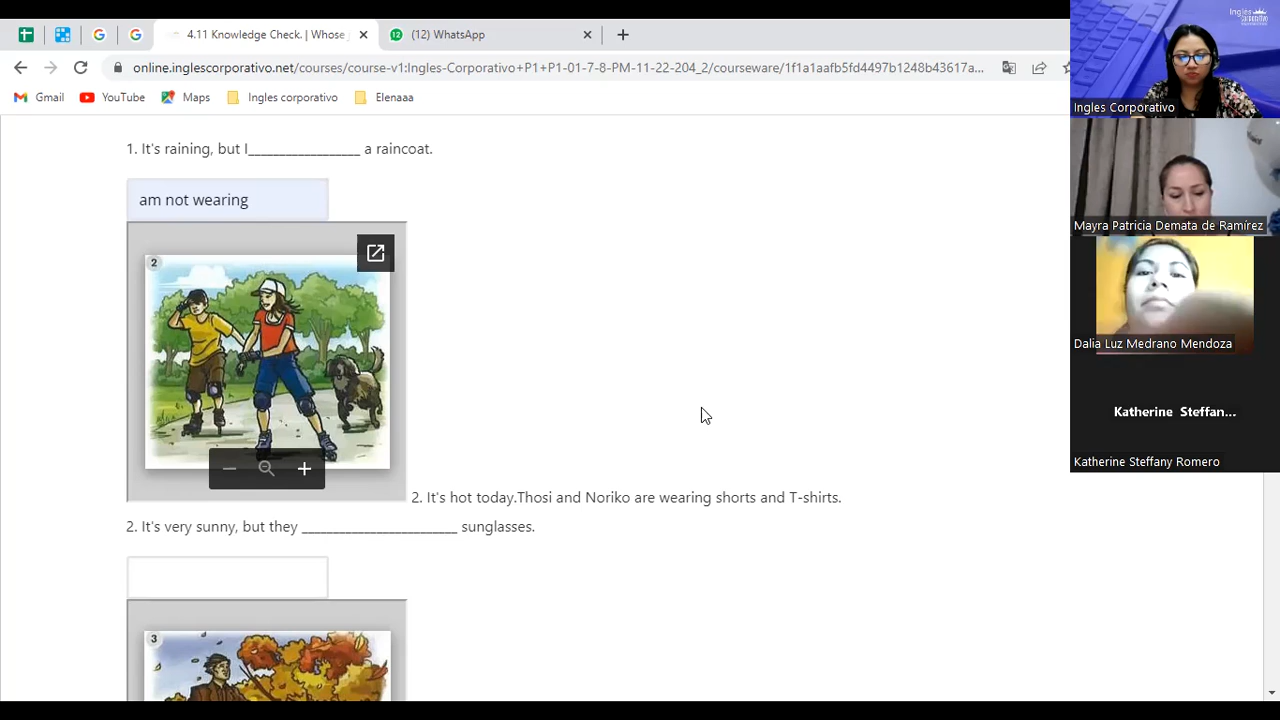 4.11 Knowledge Check. | Whose
(12) WhatsApp
online.inglescorporativo.net/courses/course-v1:Ingles-Corporativo+P1+P1-01-7-8-PM-11-22-204_2/courseware/1f1a1aafb5fd4497b1248b43617a...
Gmail
YouTube
Maps
Ingles corporativo
Elenaaa
1. It's raining, but I_________________ a raincoat.
am not wearing
2
2. It's hot today.Thosi and Noriko are wearing shorts and T-shirts.
2. It's very sunny, but they ________________________ sunglasses.
3
Ingles
Ingles Corporativo
Mayra Patricia Demata de Ramírez
Dalia Luz Medrano Mendoza
Katherine Steffan...
Katherine Steffany Romero